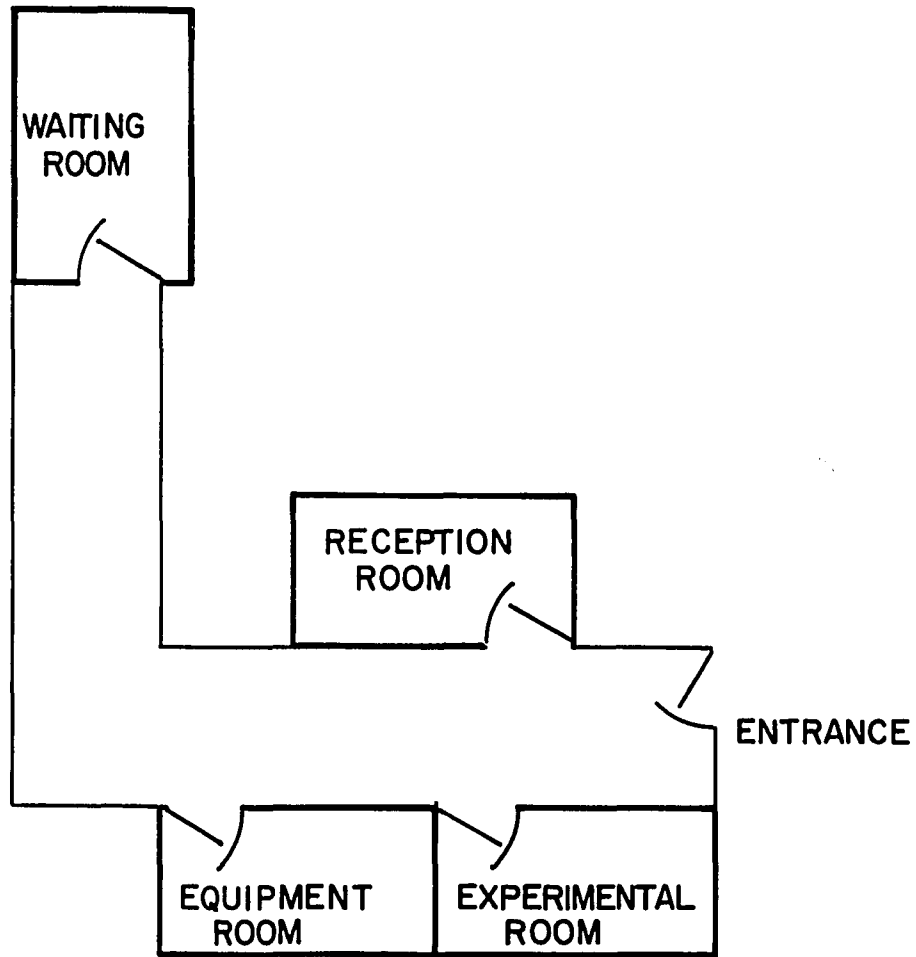 WAITING
ROOM
RECEPTION
ROOM
ENTRANCE
EQUIPMENT
ROOM
EXPERIMENTAL
ROOM